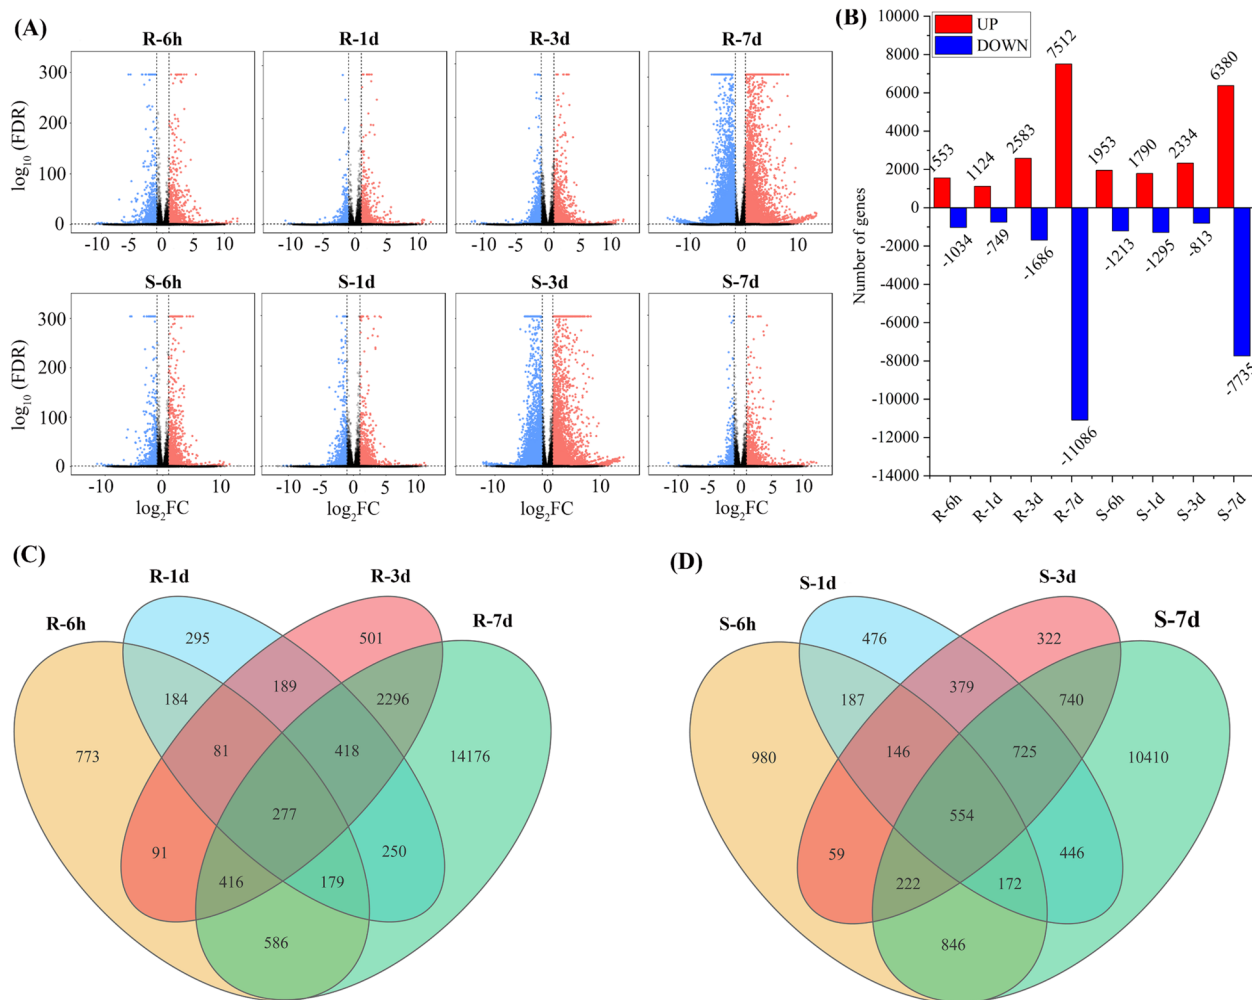 (A)
R-6h R-1d R-3d R-7d
log10 (FDR)
300
200
100
0
-10 0 10
-10 -5 0 5 10
-10 -5 0 5 10
-10 -5 0 5 10
S-6h S-1d S-3d S-7d
log10 (FDR)
300
200
100
0
-10 0 10
-10 -5 0 5 10
-10 -5 0 5 10
-10 0 10
log2FC log2FC log2FC log2FC
(B)
UP
DOWN
Number of genes
10000
8000
6000
4000
2000
0
-2000
-4000
-6000
-8000
-10000
-12000
-14000
1553 1124 2583 7512 1953 1790 2334 6380
-1034 -749 -1686 -11086 -1213 -1295 -813 -7735
R-6h R-1d R-3d R-7d S-6h S-1d S-3d S-7d
(C)
R-1d R-3d
R-6h R-7d
295 501
184 189 2296
773 81 418 14176
277
91 250
416 179
586
(D)
S-1d S-3d
S-6h S-7d
476 322
187 379 740
980 146 725 10410
554
59 446
222 172
846